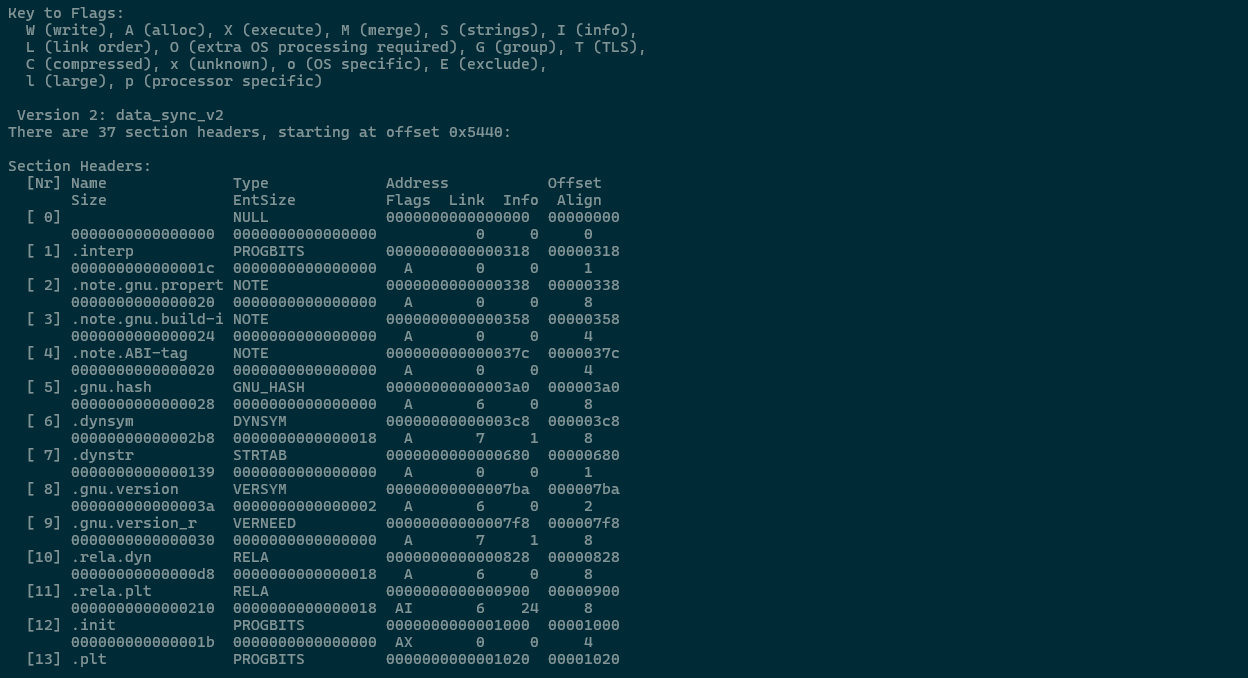 Key to Flags:
  W (write), A (alloc), X (execute), M (merge), S (strings), I (info),
  L (link order), O (extra OS processing required), G (group), T (TLS),
  C (compressed), x (unknown), o (OS specific), E (exclude),
  l (large), p (processor specific)

 Version 2: data_sync_v2
There are 37 section headers, starting at offset 0x5440:

Section Headers:
  [Nr] Name              Type             Address           Offset
       Size              EntSize          Flags  Link  Info  Align
  [ 0]                   NULL             0000000000000000  00000000
       0000000000000000  0000000000000000           0     0     0
  [ 1] .interp           PROGBITS         0000000000000318  00000318
       000000000000001c  0000000000000000   A       0     0     1
  [ 2] .note.gnu.propert NOTE             0000000000000338  00000338
       0000000000000020  0000000000000000   A       0     0     8
  [ 3] .note.gnu.build-i NOTE             0000000000000358  00000358
       0000000000000024  0000000000000000   A       0     0     4
  [ 4] .note.ABI-tag     NOTE             000000000000037c  0000037c
       0000000000000020  0000000000000000   A       0     0     4
  [ 5] .gnu.hash         GNU_HASH         00000000000003a0  000003a0
       0000000000000028  0000000000000000   A       6     0     8
  [ 6] .dynsym           DYNSYM           00000000000003c8  000003c8
       00000000000002b8  0000000000000018   A       7     1     8
  [ 7] .dynstr           STRTAB           0000000000000680  00000680
       0000000000000139  0000000000000000   A       0     0     1
  [ 8] .gnu.version      VERSYM           00000000000007ba  000007ba
       000000000000003a  0000000000000002   A       6     0     2
  [ 9] .gnu.version_r    VERNEED          00000000000007f8  000007f8
       0000000000000030  0000000000000000   A       7     1     8
  [10] .rela.dyn         RELA             0000000000000828  00000828
       00000000000000d8  0000000000000018   A       6     0     8
  [11] .rela.plt         RELA             0000000000000900  00000900
       0000000000000210  0000000000000018  AI       6    24     8
  [12] .init             PROGBITS         0000000000001000  00001000
       000000000000001b  0000000000000000  AX       0     0     4
  [13] .plt              PROGBITS         0000000000001020  00001020